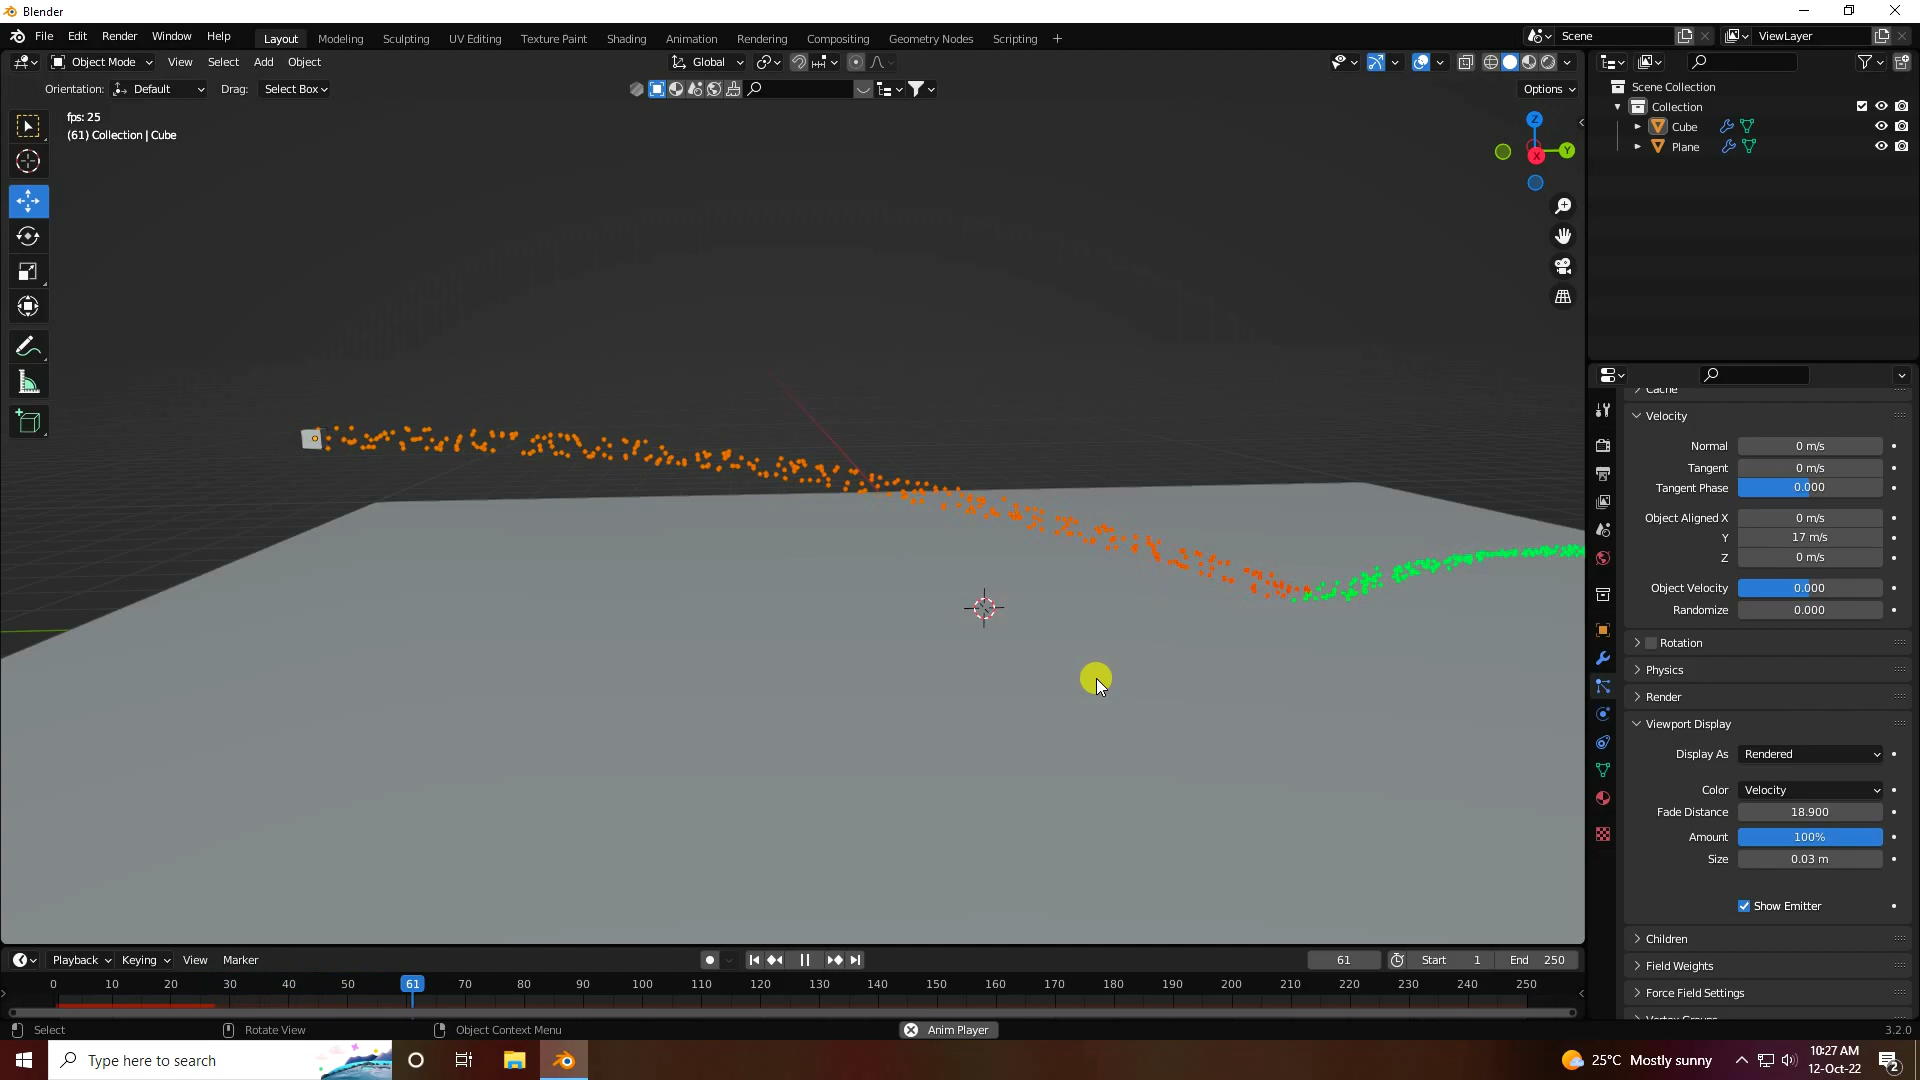 Blender
File Edit Render Window Help Layout Modeling Sculpting UV Editing Texture Paint Shading Animation Rendering Compositing Geometry Nodes Scripting + Scene ViewLayer
Object Mode View Select Add Object Global
Orientation: Default Drag: Select Box Options
fps: 25
(61) Collection | Cube
Z
Y
X
Scene Collection
Collection
Cube
Plane
Cache
Velocity
Normal 0 m/s
Tangent 0 m/s
Tangent Phase 0.000
Object Aligned X 0 m/s
Y 17 m/s
Z 0 m/s
Object Velocity 0.000
Randomize 0.000
Rotation
Physics
Render
Viewport Display
Display As Rendered
Color Velocity
Fade Distance 18.900
Amount 100%
Size 0.03 m
Show Emitter
Children
Field Weights
Force Field Settings
Vertex Groups
Playback Keying View Marker 61 Start 1 End 250
0 10 20 30 40 50 61 70 80 90 100 110 120 130 140 150 160 170 180 190 200 210 220 230 240 250
Select Rotate View Object Context Menu Anim Player 3.2.0
Type here to search 25°C Mostly sunny 10:27 AM
12-Oct-22 2